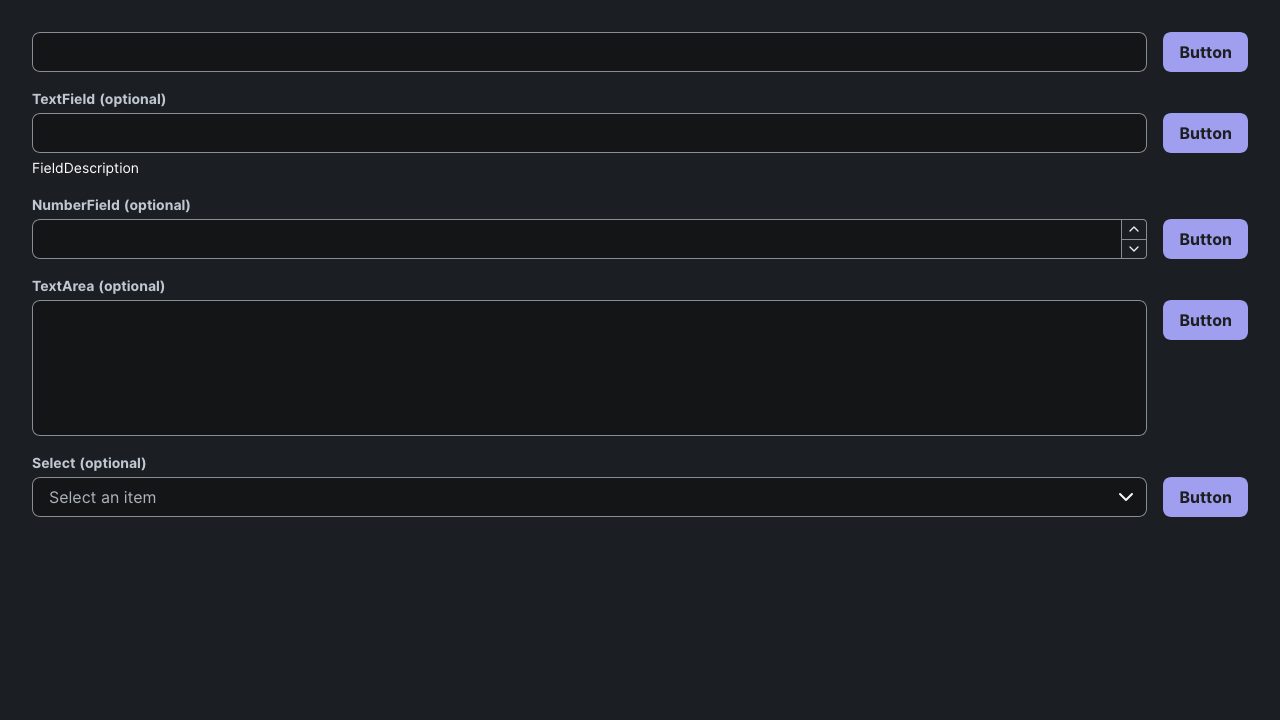 Button
TextField (optional)
Button
FieldDescription
NumberField (optional)
Button
TextArea (optional)
Button
Select (optional)
Select an item
Button